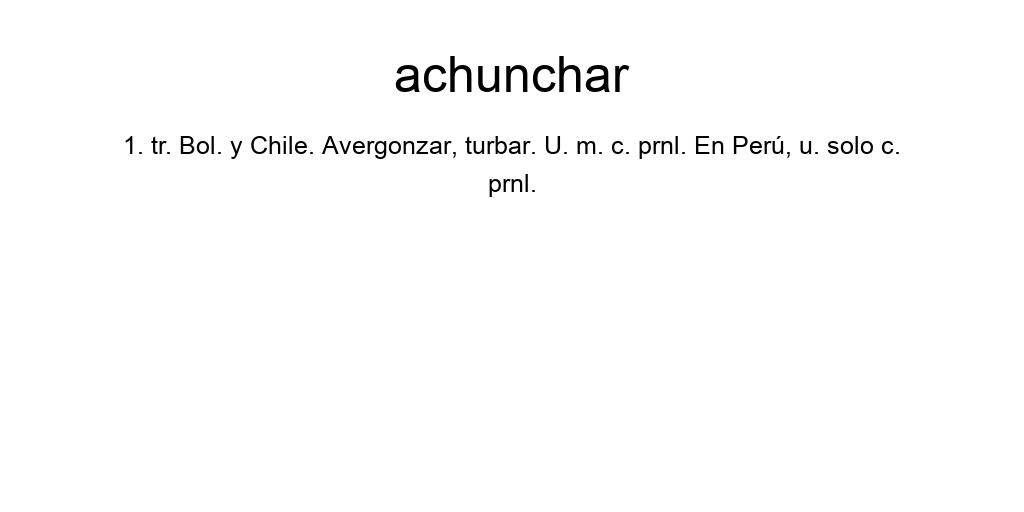 achunchar
1. tr. Bol. y Chile. Avergonzar, turbar. U. m. c. prnl. En Perú, u. solo c.
prnl.